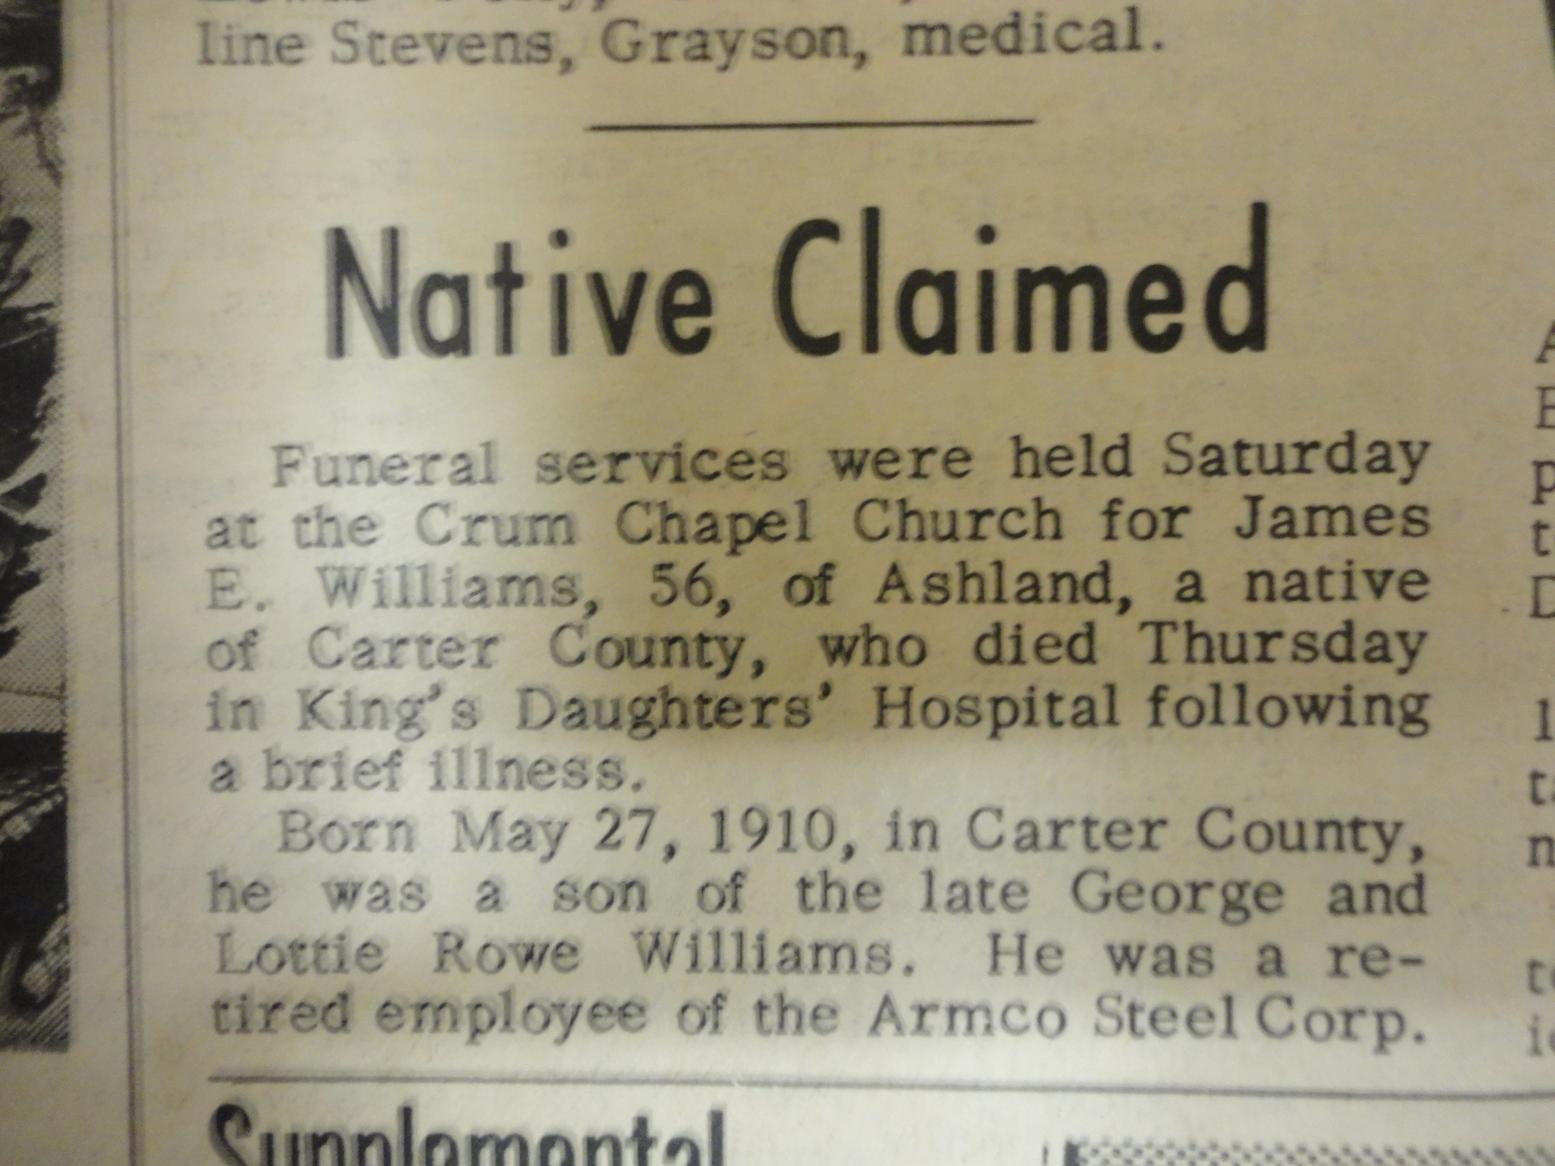 line Stevens, Grayson, medical.
Native Claimed
Funeral services were held Saturday
at the Crum Chapel Church for James
E. Williams, 56, of Ashland, a native
of Carter County, who died Thursday
in King's Daughters' Hospital following
a brief illness.
Born May 27, 1910, in Carter County,
he was a son of the late George and
Lottie Rowe Williams. He was a re-
tired employee of the Armco Steel Corp.
Supplemental